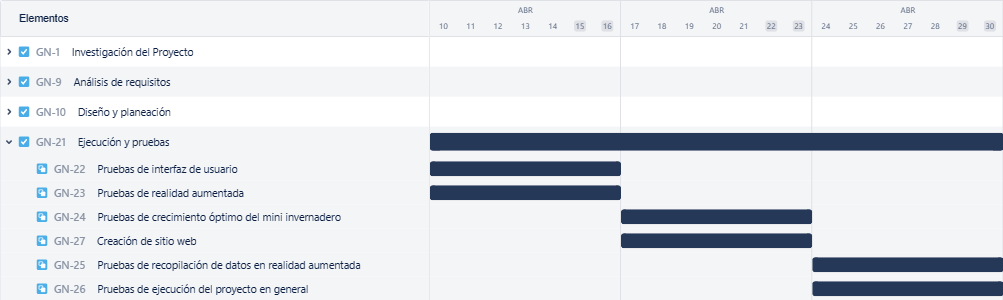 Elementos
ABR ABR ABR
10 11 12 13 14 15 16 17 18 19 20 21 22 23 24 25 26 27 28 29 30
GN-1 Investigación del Proyecto
GN-9 Análisis de requisitos
GN-10 Diseño y planeación
GN-21 Ejecución y pruebas
GN-22 Pruebas de interfaz de usuario
GN-23 Pruebas de realidad aumentada
GN-24 Pruebas de crecimiento óptimo del mini invernadero
GN-27 Creación de sitio web
GN-25 Pruebas de recopilación de datos en realidad aumentada
GN-26 Pruebas de ejecución del proyecto en general